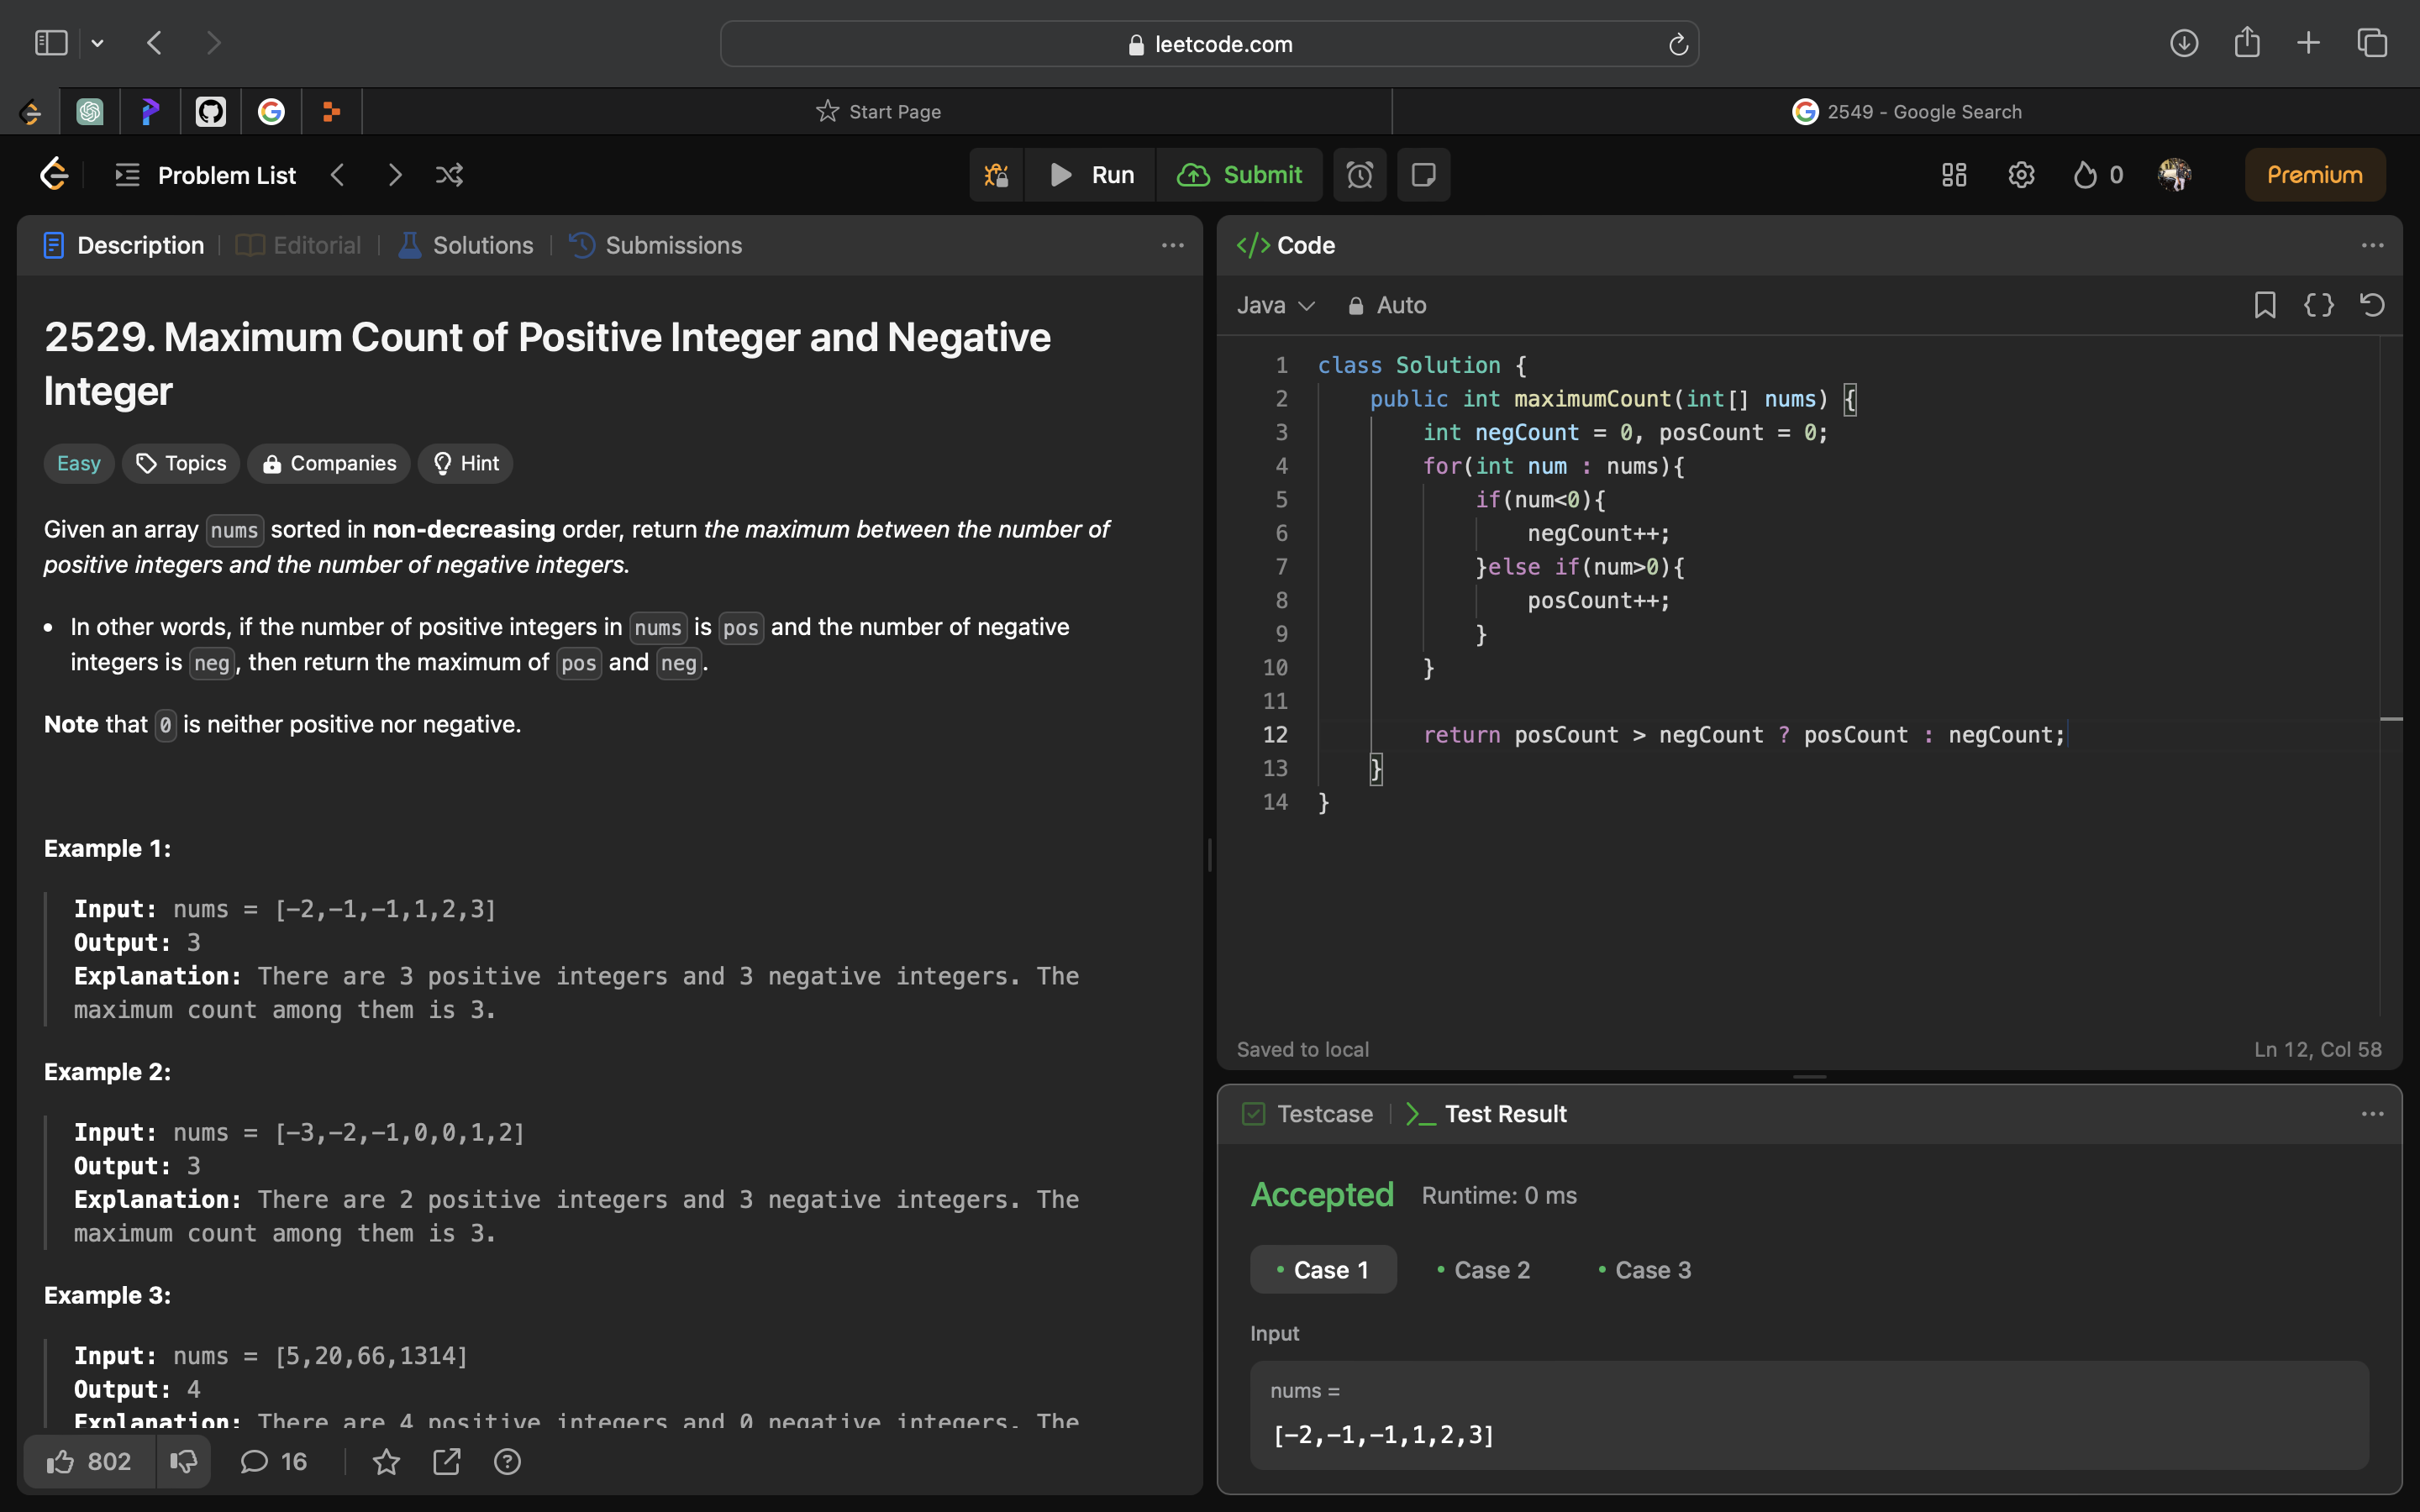 leetcode.com
Start Page
2549 - Google Search
Problem List
Run
Submit
0
Premium
Description
Editorial
Solutions
Submissions
2529. Maximum Count of Positive Integer and Negative
Integer
Easy
Topics
Companies
Hint
Given an array nums sorted in non-decreasing order, return the maximum between the number of
positive integers and the number of negative integers.
• In other words, if the number of positive integers in nums is pos and the number of negative
integers is neg, then return the maximum of pos and neg.
Note that 0 is neither positive nor negative.
Example 1:
Input: nums = [-2,-1,-1,1,2,3]
Output: 3
Explanation: There are 3 positive integers and 3 negative integers. The
maximum count among them is 3.
Example 2:
Input: nums = [-3,-2,-1,0,0,1,2]
Output: 3
Explanation: There are 2 positive integers and 3 negative integers. The
maximum count among them is 3.
Example 3:
Input: nums = [5,20,66,1314]
Output: 4
Explanation: There are 4 positive integers and 0 negative integers. The
802
16
</> Code
Java
Auto
1 class Solution {
2     public int maximumCount(int[] nums) {
3         int negCount = 0, posCount = 0;
4         for(int num : nums){
5             if(num<0){
6                 negCount++;
7             }else if(num>0){
8                 posCount++;
9             }
10         }
11
12         return posCount > negCount ? posCount : negCount;
13     }
14 }
Saved to local
Ln 12, Col 58
Testcase
>_ Test Result
Accepted
Runtime: 0 ms
• Case 1
• Case 2
• Case 3
Input
nums =
[-2,-1,-1,1,2,3]